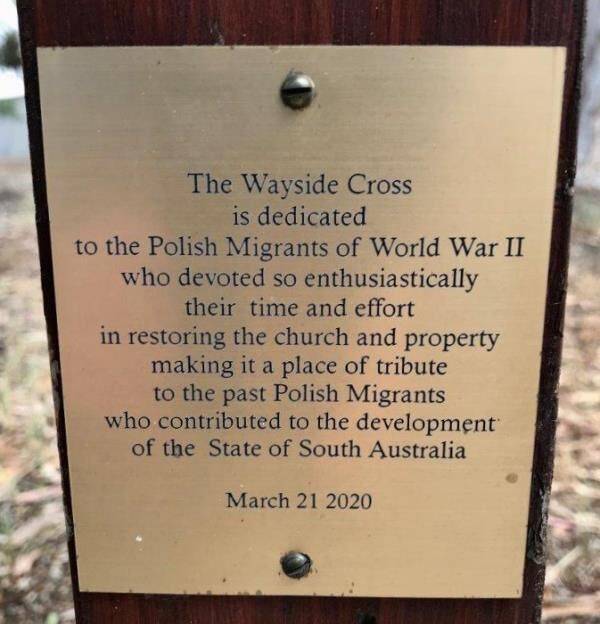 The Wayside Cross
is dedicated
to the Polish Migrants of World War II
who devoted so enthusiastically
their time and effort
in restoring the church and property
making it a place of tribute
to the past Polish Migrants
who contributed to the development
of the State of South Australia
March 21 2020